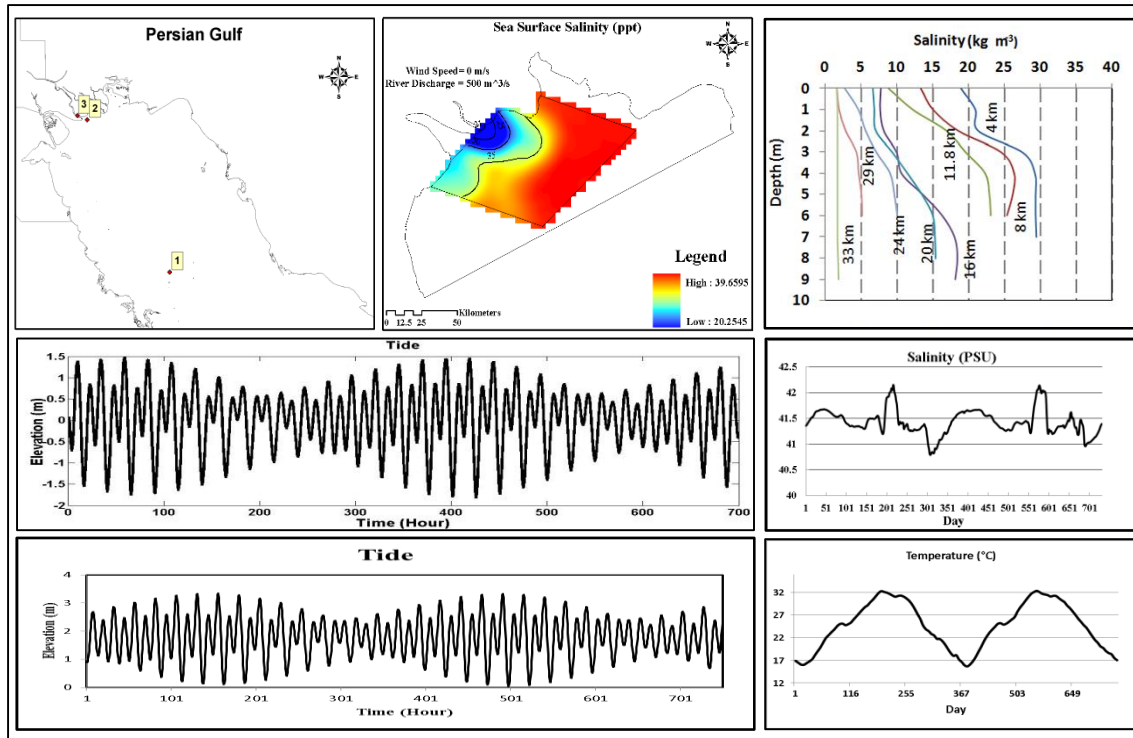 Persian Gulf
N
W
E
S
3
2
1
Sea Surface Salinity (ppt)
N
W
E
S
Wind Speed= 0 m/s
River Discharge = 500 m^3/s
35
Legend
High : 39.6595
Low : 20.2545
Kilometers
0 12.5 25 50
Salinity (kg m³)
0 5 10 15 20 25 30 35 40
Depth (m)
0
1
2
3
4
5
6
7
8
9
10
33 km
29 km
24 km
20 km
16 km
11.8 km
8 km
4 km
Tide
Elevation (m)
1.5
1
0.5
0
-0.5
-1
-1.5
-2
0 100 200 300 400 500 600 700
Time (Hour)
Salinity (PSU)
42.5
42
41.5
41
40.5
40
1 51 101 151 201 251 301 351 401 451 501 551 601 651 701
Day
Tide
Elevation (m)
4
3
2
1
0
1 101 201 301 401 501 601 701
Time (Hour)
Temperature (°C)
32
27
22
17
12
1 116 255 367 503 649
Day